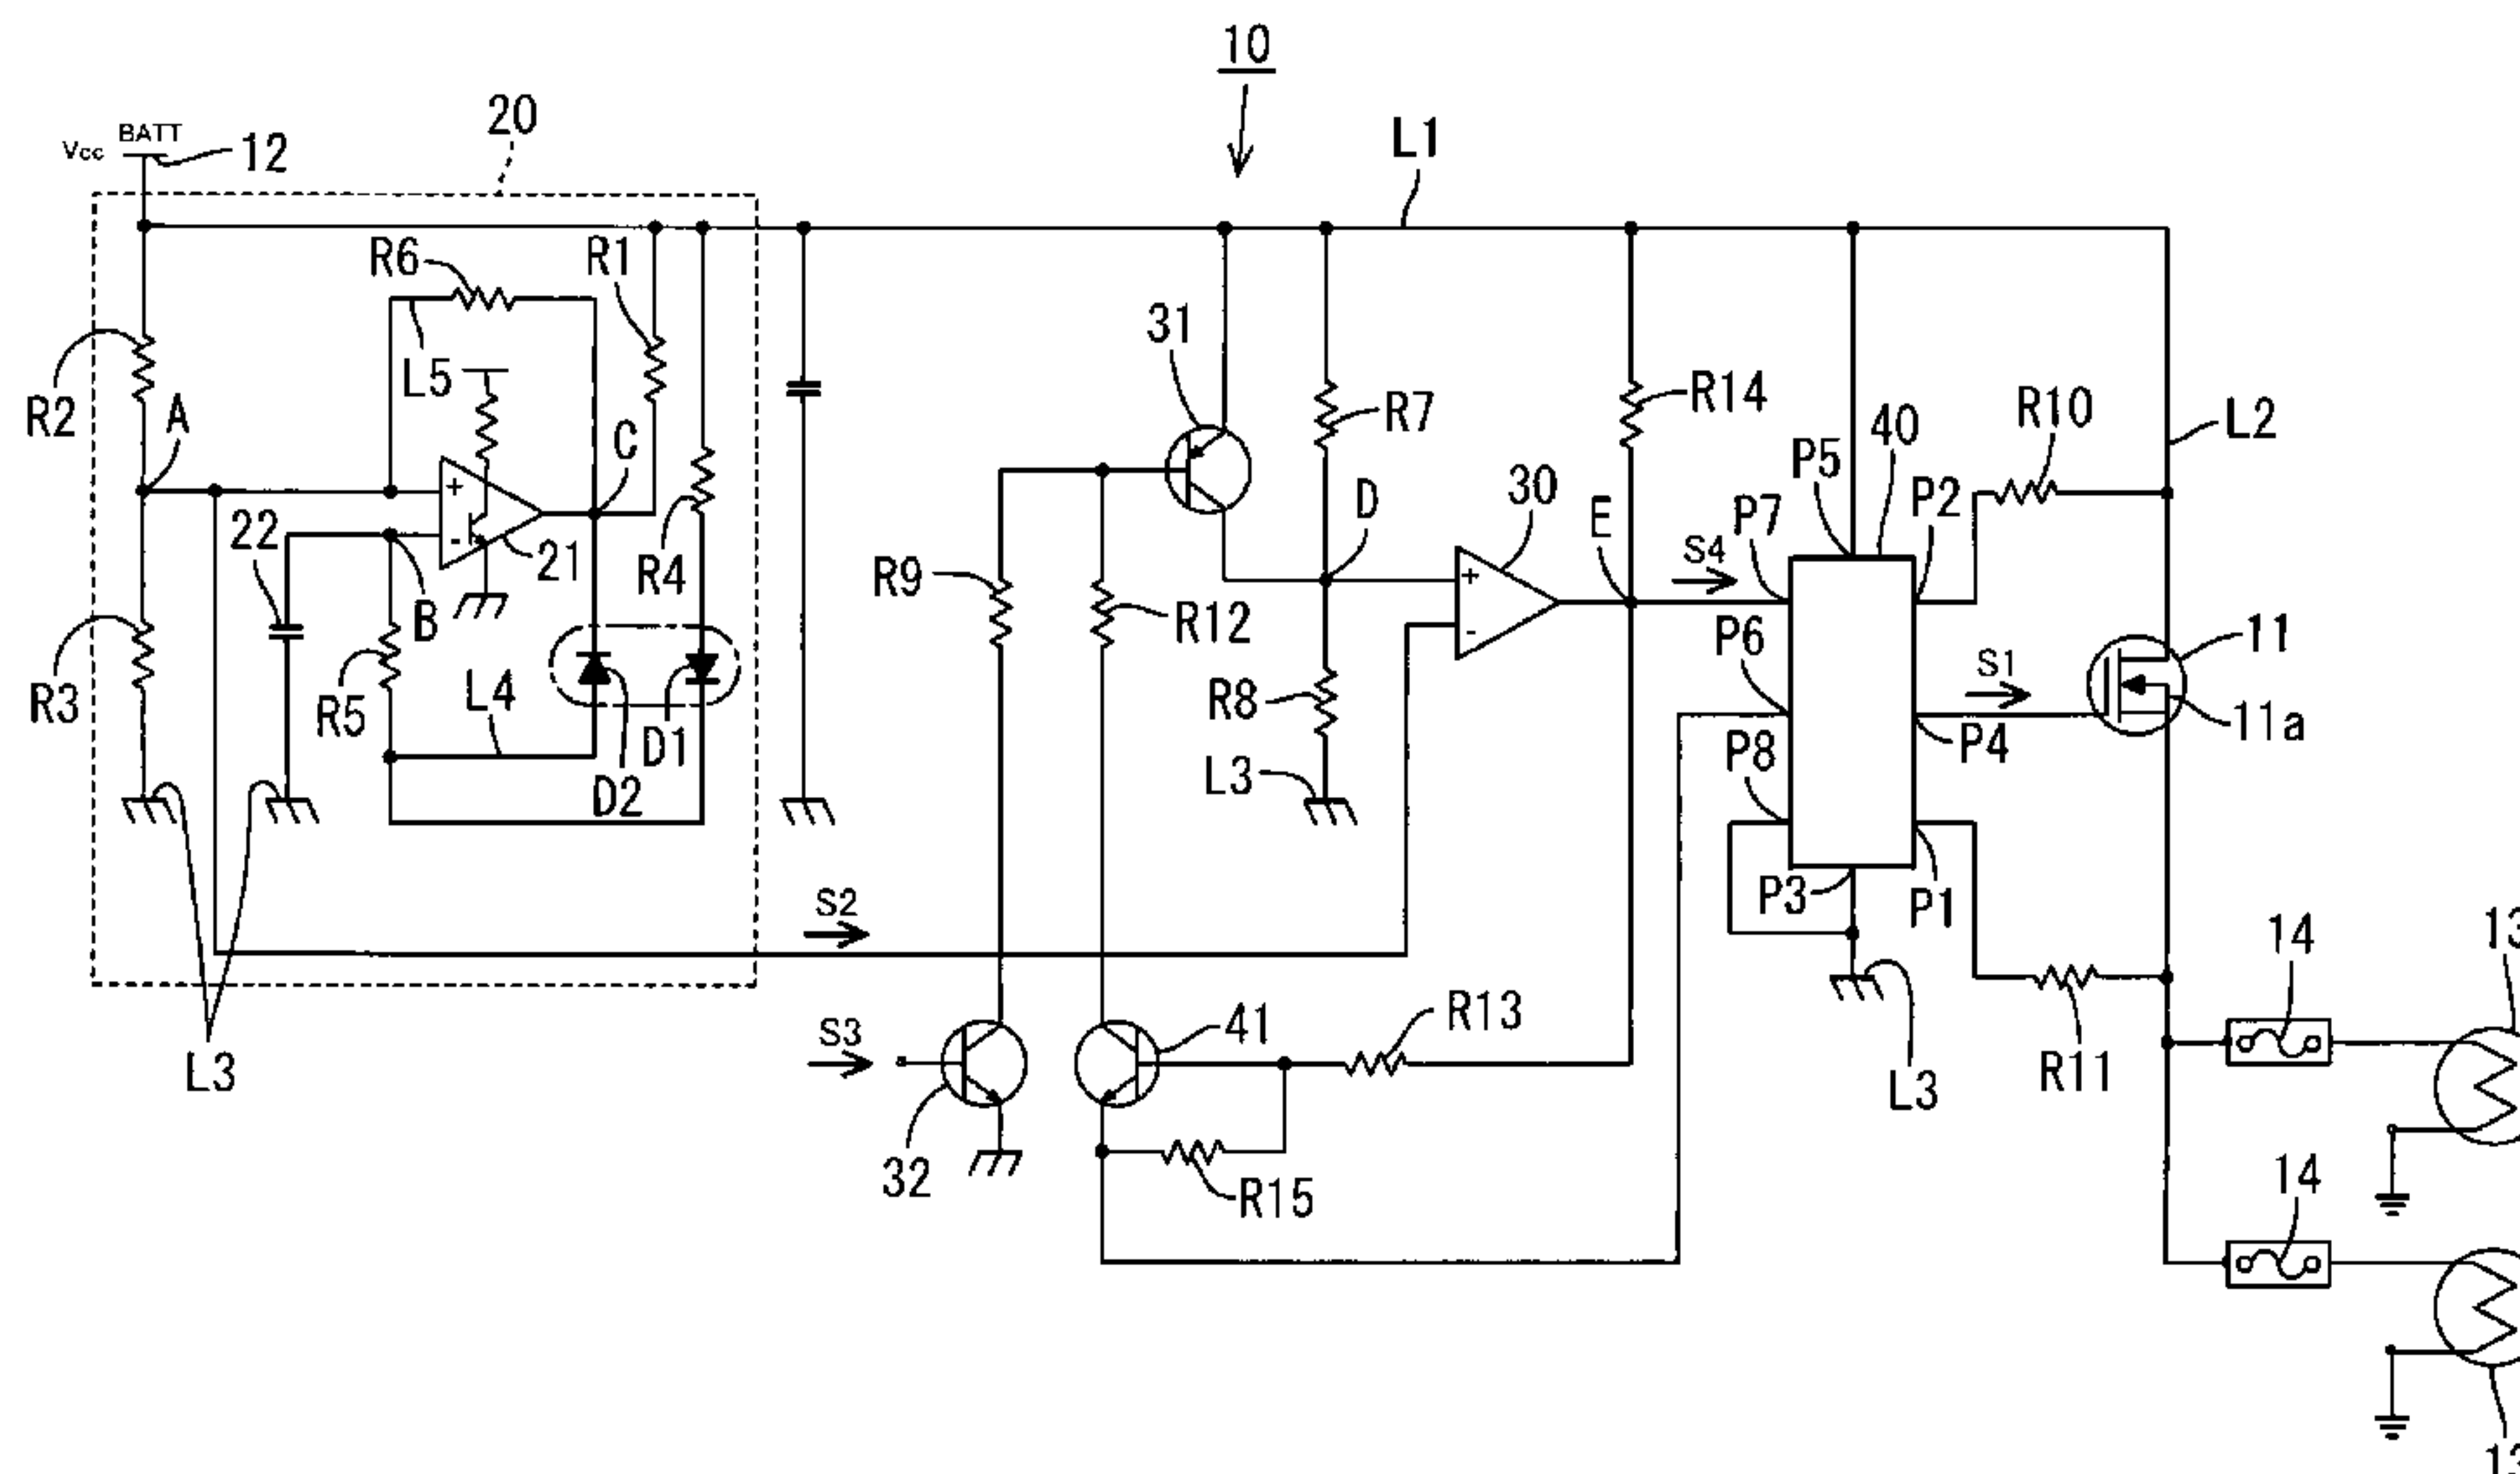 10
20
L1
BATT
Vcc
12
R6
R1
31
L5
R2
A
C
R7
R14
R10
40
L2
P5
+
30
D
E
P7
P2
22
-
21
R4
S4
R9
+
B
R12
-
P6
11
S1
R3
R5
L4
R8
P8
P4
11a
D1
L3
D2
P3
P1
S2
14
13
S3
41
R13
L3
R11
L3
32
R15
14
13